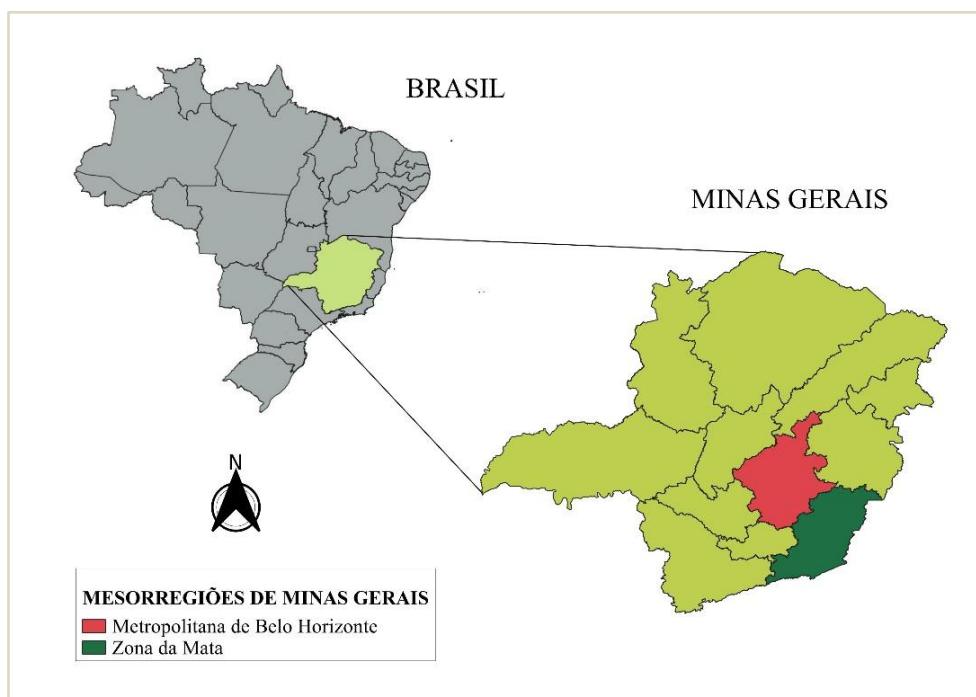 BRASIL
MINAS GERAIS
N
MESORREGIÕES DE MINAS GERAIS
Metropolitana de Belo Horizonte
Zona da Mata